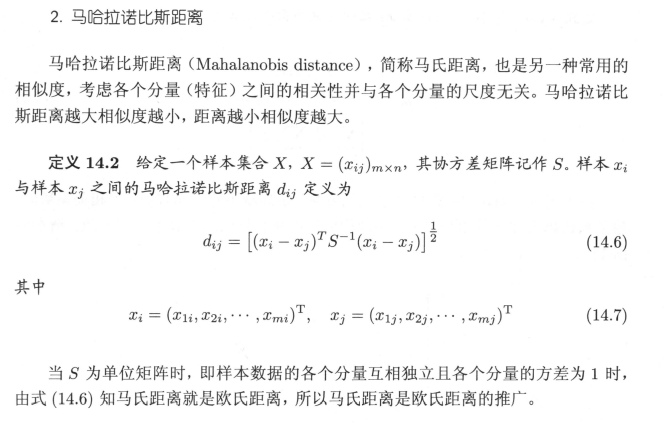 2. 马哈拉诺比斯距离
马哈拉诺比斯距离（Mahalanobis distance），简称马氏距离，也是另一种常用的
相似度，考虑各个分量（特征）之间的相关性并与各个分量的尺度无关。马哈拉诺比
斯距离越大相似度越小，距离越小相似度越大。
定义 14.2 给定一个样本集合 X，X = (x_{ij})_{m×n}，其协方差矩阵记作 S。样本 x_i
与样本 x_j 之间的马哈拉诺比斯距离 d_{ij} 定义为
d_{ij} = [(x_i − x_j)^T S^{−1}(x_i − x_j)]^{1/2} (14.6)
其中
x_i = (x_{1i}, x_{2i}, ⋯, x_{mi})^T, x_j = (x_{1j}, x_{2j}, ⋯, x_{mj})^T (14.7)
当 S 为单位矩阵时，即样本数据的各个分量互相独立且各个分量的方差为 1 时，
由式 (14.6) 知马氏距离就是欧氏距离，所以马氏距离是欧氏距离的推广。